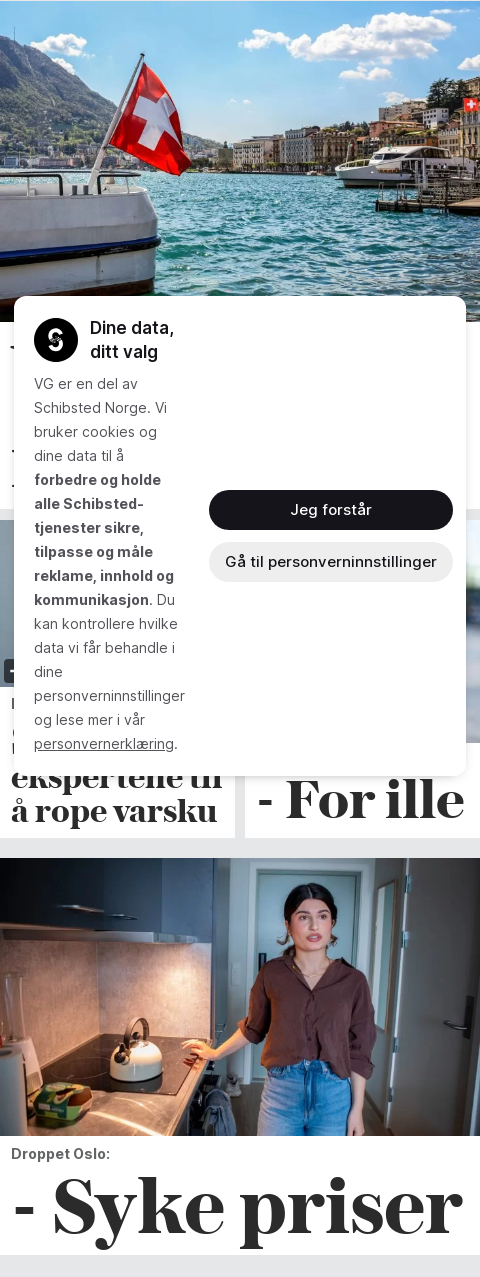 Dine data,
ditt valg
VG er en del av
Schibsted Norge. Vi
bruker cookies og
dine data til å
forbedre og holde
alle Schibsted-
tjenester sikre,
tilpasse og måle
reklame, innhold og
kommunikasjon. Du
kan kontrollere hvilke
data vi får behandle i
dine
personverninnstillinger
og lese mer i vår
personvernerklæring.
Jeg forstår
Gå til personverninnstillinger
ekspertene til
å rope varsku
- For ille
Droppet Oslo:
- Syke priser